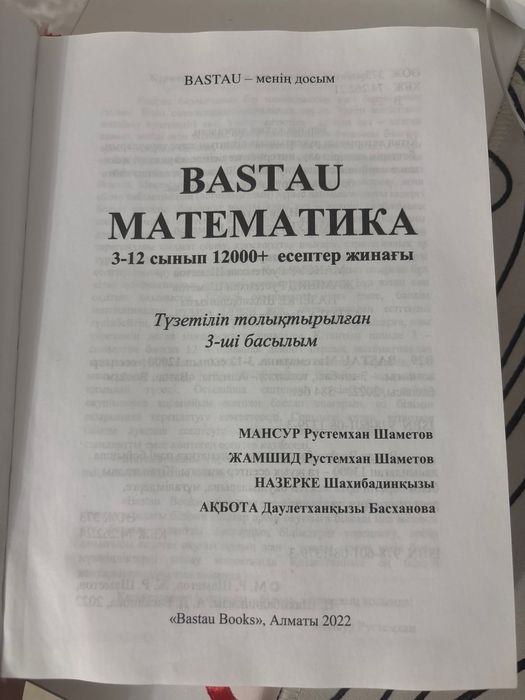 BASTAU – менің досым
BASTAU
МАТЕМАТИКА
3-12 сынып 12000+ есептер жинағы
Түзетіліп толықтырылған
3-ші басылым
МАНСУР Рустемхан Шаметов
ЖАМШИД Рустемхан Шаметов
НАЗЕРКЕ Шахибадинқызы
АҚБОТА Даулетханқызы Басханова
«Bastau Books», Алматы 2022